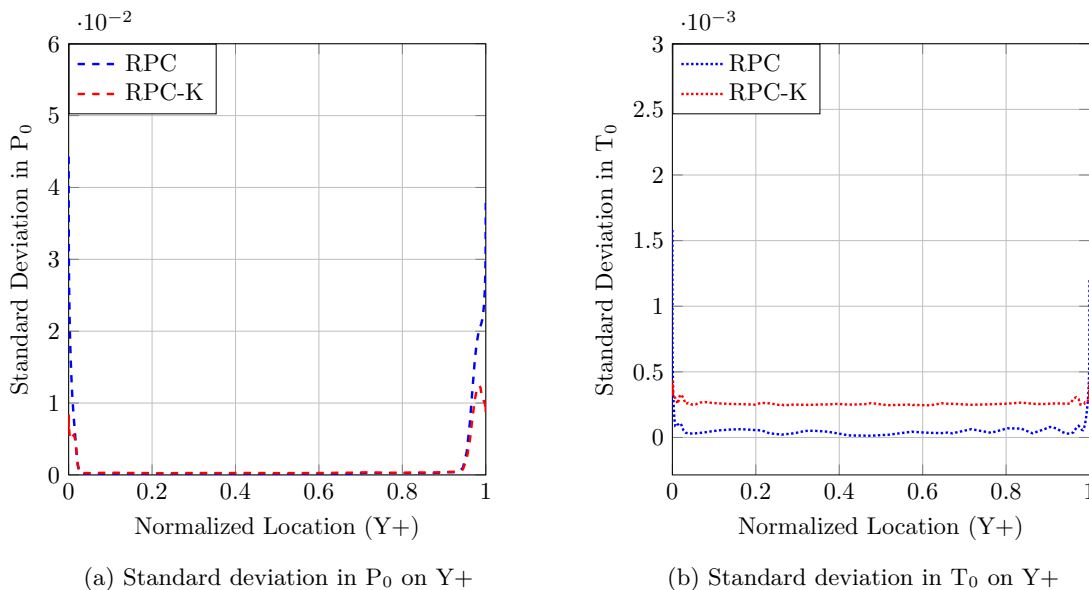 ·10−2
6
5
4
3
2
1
0
0
0.2
0.4
0.6
0.8
1
Standard Deviation in P0
Normalized Location (Y+)
RPC
RPC-K
(a) Standard deviation in P0 on Y+
·10−3
3
2.5
2
1.5
1
0.5
0
0
0.2
0.4
0.6
0.8
1
Standard Deviation in T0
Normalized Location (Y+)
RPC
RPC-K
(b) Standard deviation in T0 on Y+